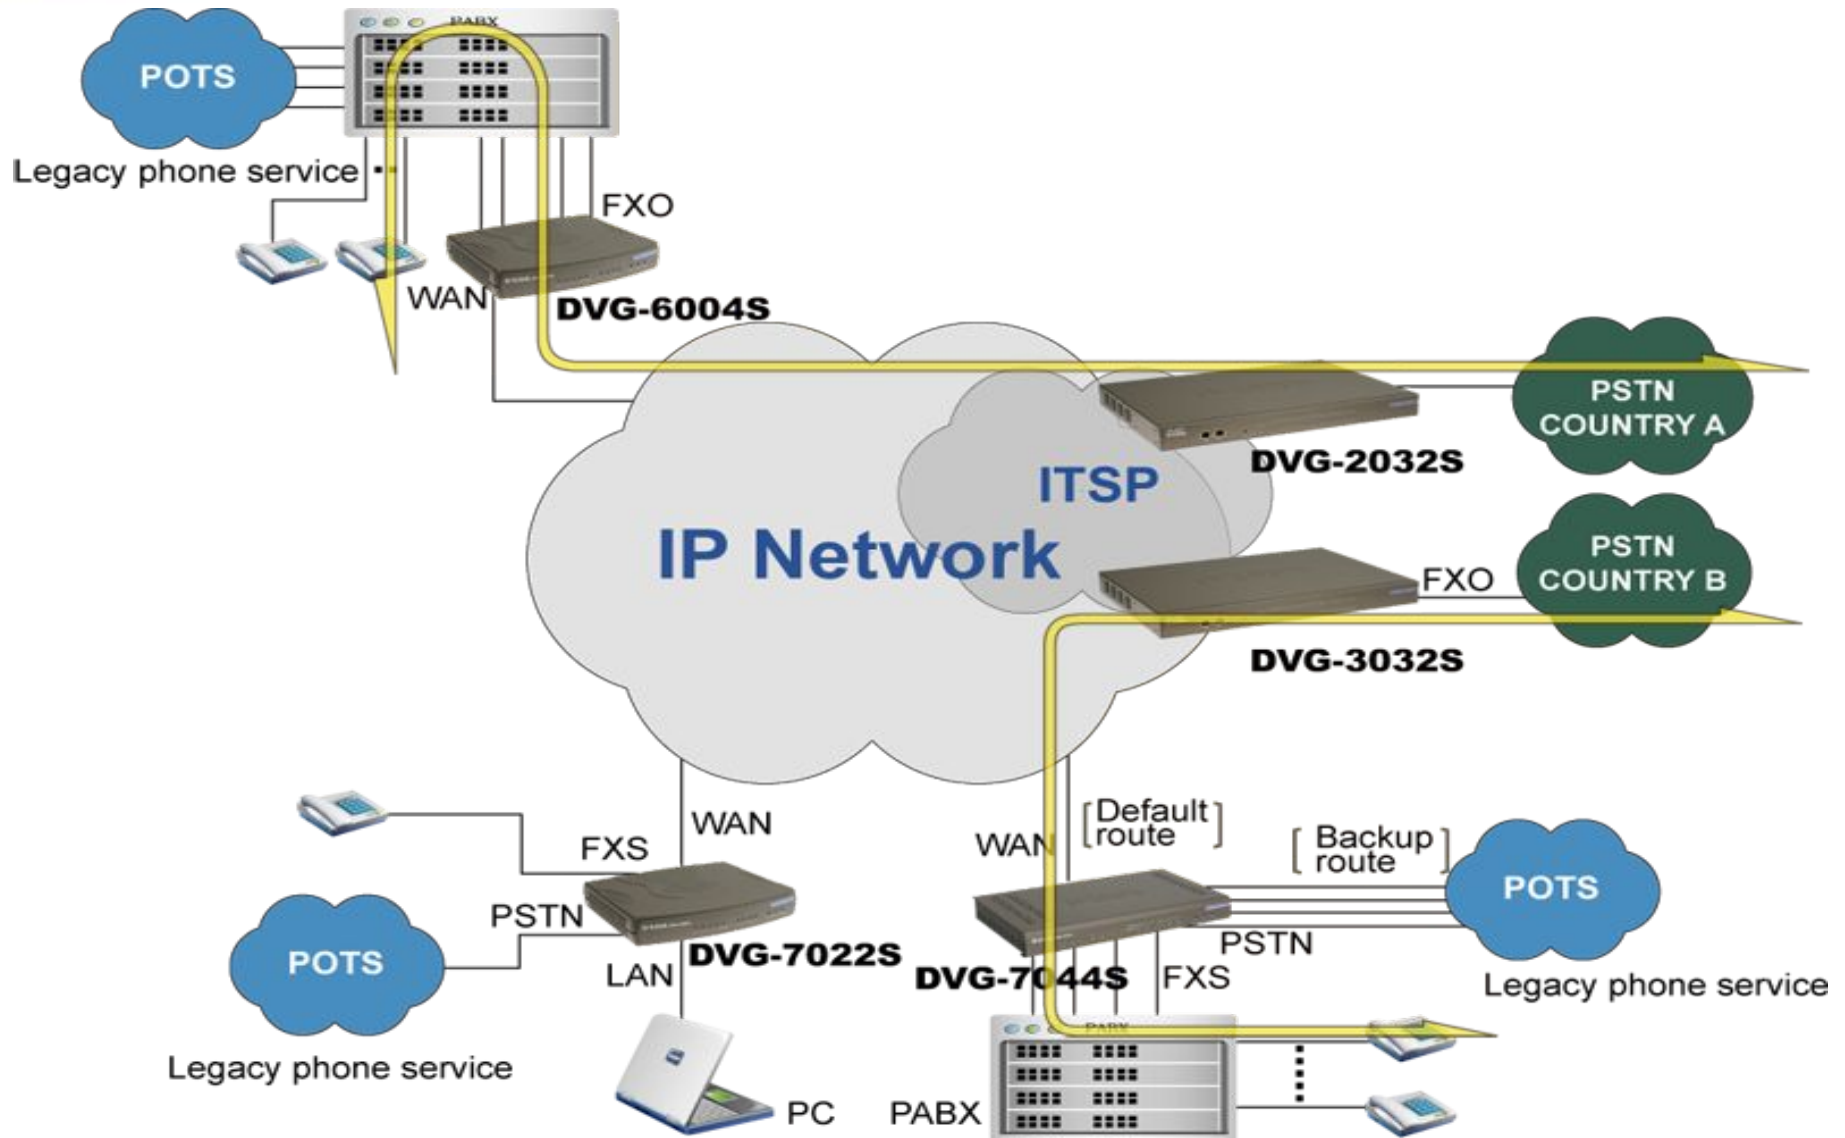 PABX
POTS
Legacy phone service
FXO
WAN
DVG-6004S
PSTN
COUNTRY A
DVG-2032S
ITSP
IP Network
PSTN
COUNTRY B
FXO
DVG-3032S
WAN
FXS
PSTN
DVG-7022S
LAN
POTS
Legacy phone service
PC
WAN
[Default
route]
[Backup
route]
POTS
PSTN
DVG-7044S
FXS
Legacy phone service
PABX
PABX